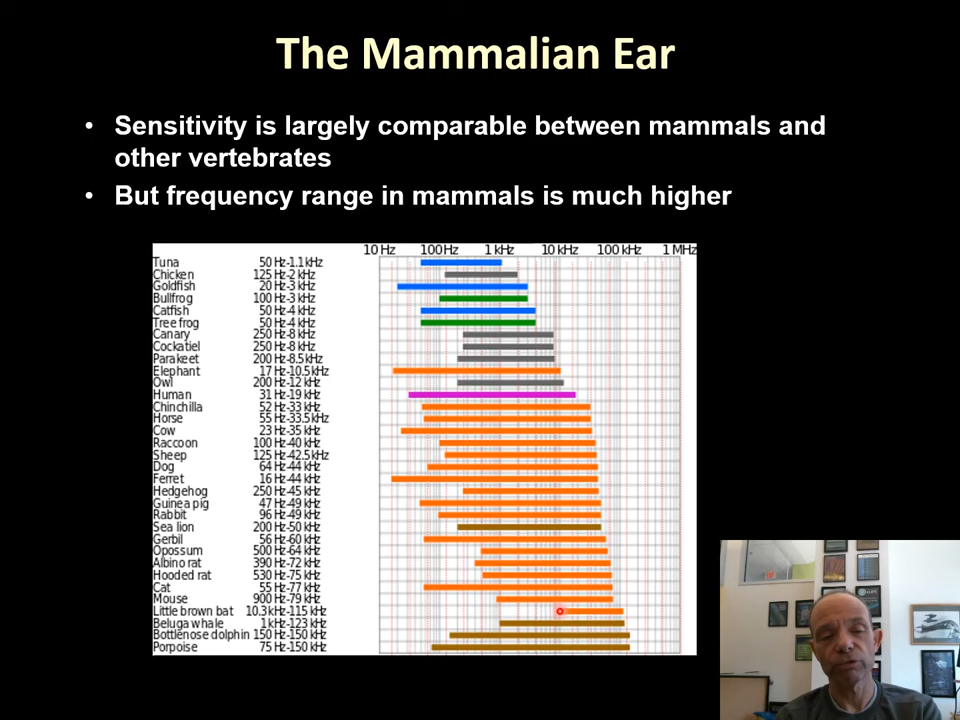 The Mammalian Ear
• Sensitivity is largely comparable between mammals and
other vertebrates
• But frequency range in mammals is much higher
10 Hz 100Hz 1 kHz 10 kHz 100 kHz 1 MHz
Tuna 50 Hz-1.1 kHz
Chicken 125 Hz-2 kHz
Goldfish 20 Hz-3 kHz
Bullfrog 100 Hz-3 kHz
Catfish 50 Hz-4 kHz
Tree frog 50 Hz-4 kHz
Canary 250 Hz-8 kHz
Cockatiel 250 Hz-8 kHz
Parakeet 200 Hz-8.5kHz
Elephant 17 Hz-10.5kHz
Owl 200 Hz-12 kHz
Human 31 Hz-19 kHz
Chinchilla 52 Hz-33 kHz
Horse 55 Hz-33.5kHz
Cow 23 Hz-35 kHz
Raccoon 100 Hz-40 kHz
Sheep 125 Hz-42.5kHz
Dog 64 Hz-44 kHz
Ferret 16 Hz-44 kHz
Hedgehog 250 Hz-45 kHz
Guinea pig 47 Hz-49 kHz
Rabbit 96 Hz-49 kHz
Sea lion 200 Hz-50 kHz
Gerbil 56 Hz-60 kHz
Opossum 500 Hz-64 kHz
Albino rat 390 Hz-72 kHz
Hooded rat 530 Hz-75 kHz
Cat 55 Hz-77 kHz
Mouse 900 Hz-79 kHz
Little brown bat 10.3 kHz-115 kHz
Beluga whale 1 kHz-123 kHz
Bottlenose dolphin 150 Hz-150 kHz
Porpoise 75 Hz-150 kHz